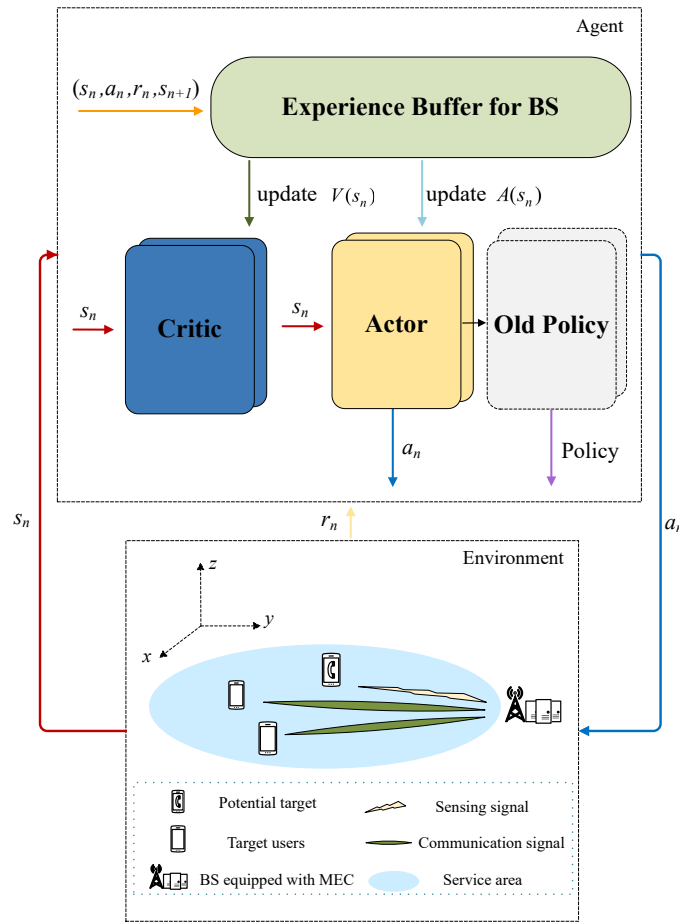 Agent
(s_n, a_n, r_n, s_{n+1})
Experience Buffer for BS
update V(s_n)
update A(s_n)
s_n
Critic
s_n
Actor
Old Policy
a_n
Policy
s_n
r_n
a_n
Environment
z
y
x
Potential target
Sensing signal
Target users
Communication signal
BS equipped with MEC
Service area